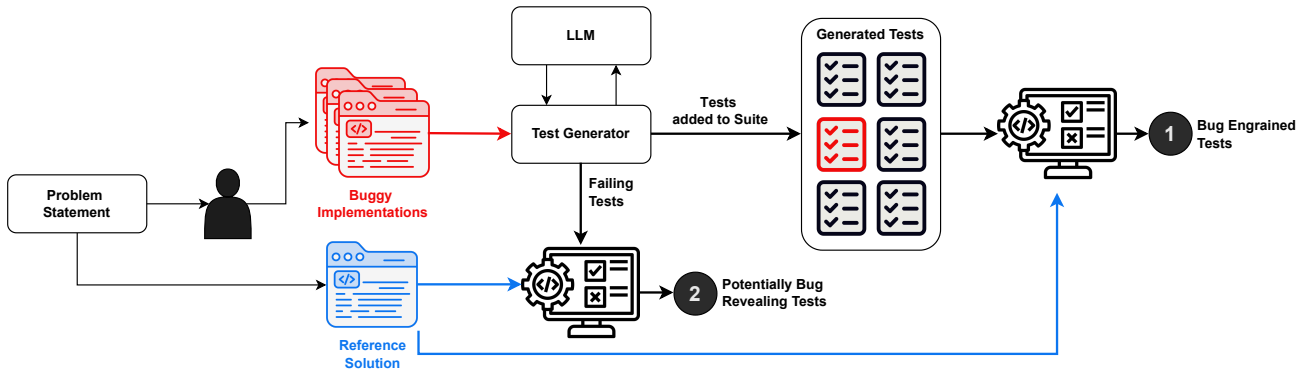 LLM
Generated Tests
</>
</>
Test Generator
Tests
added to Suite
</>
1
Bug Engrained
Tests
Problem
Statement
Buggy
Implementations
Failing
Tests
</>
</>
2
Potentially Bug
Revealing Tests
Reference
Solution